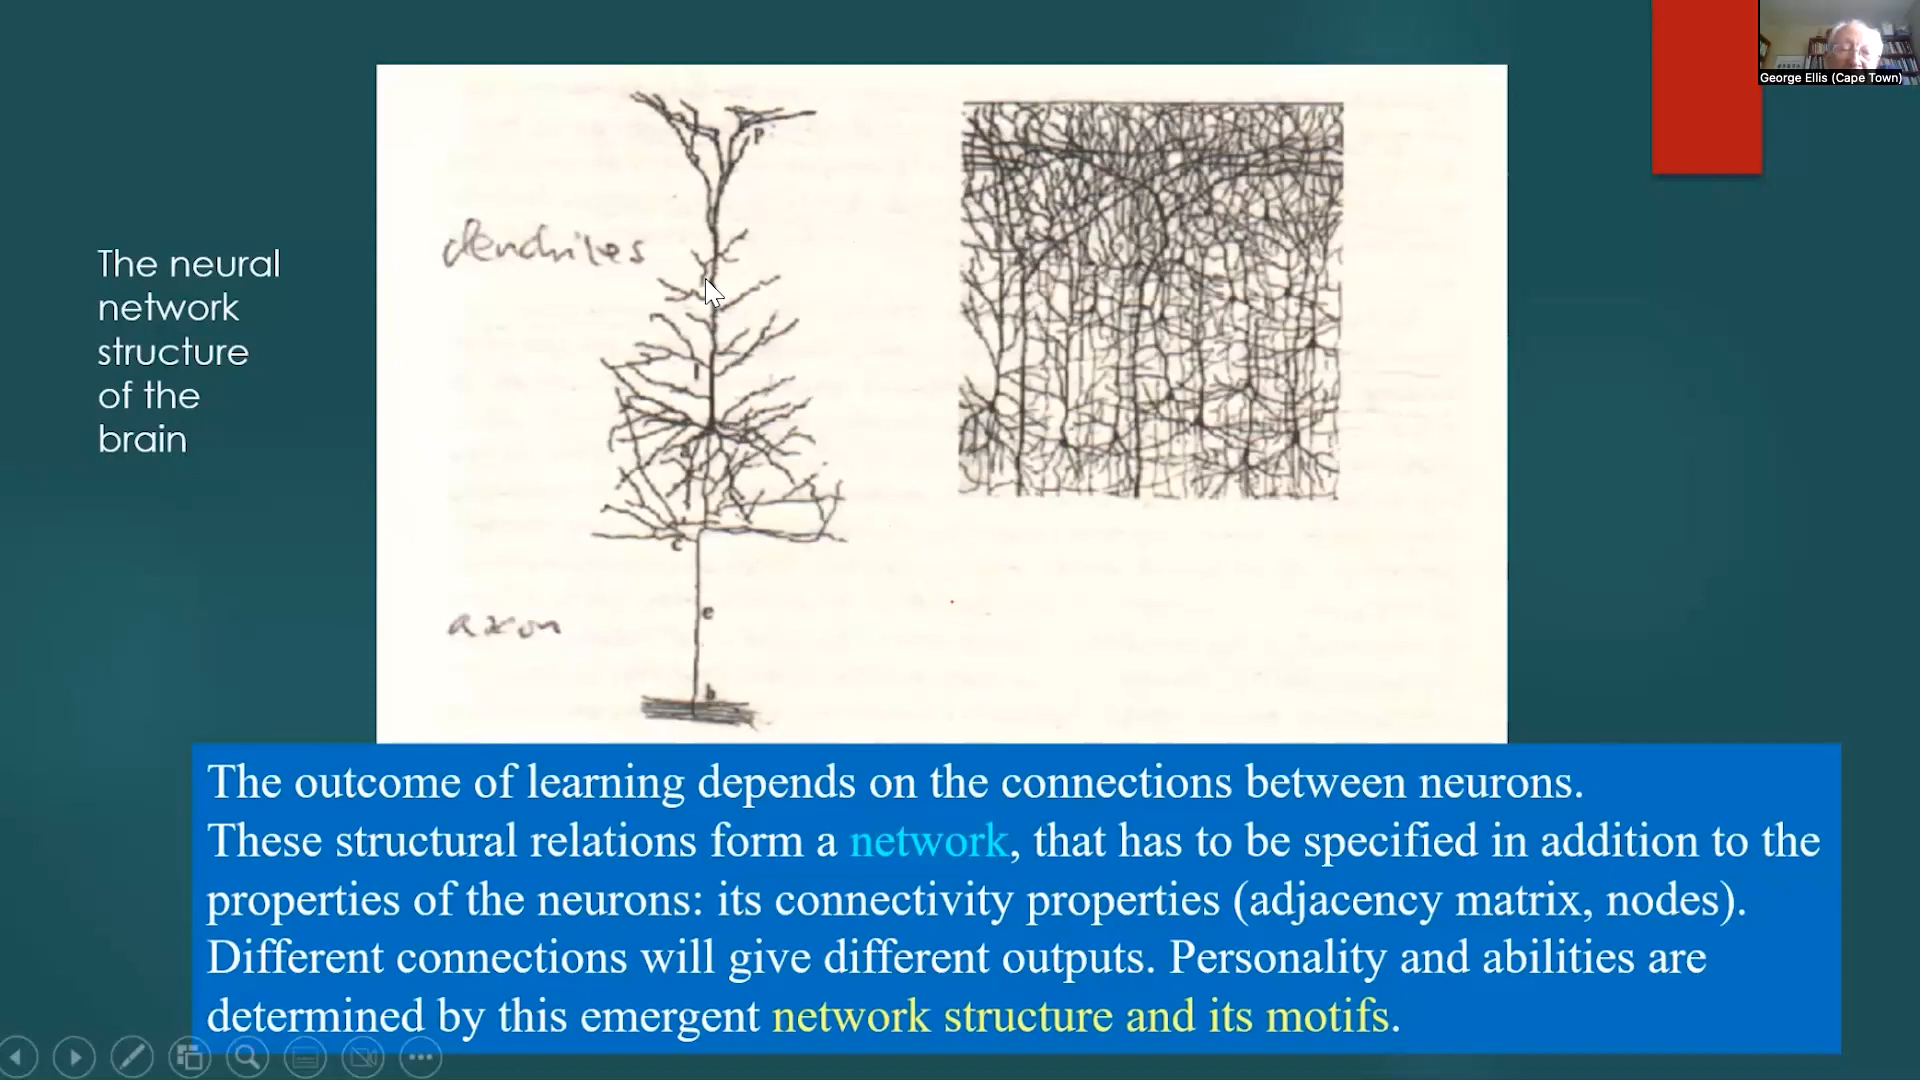 George Ellis (Cape Town)
The neural
network
structure
of the
brain
dendrites
axon
p
c
e
b
The outcome of learning depends on the connections between neurons.
These structural relations form a network, that has to be specified in addition to the
properties of the neurons: its connectivity properties (adjacency matrix, nodes).
Different connections will give different outputs. Personality and abilities are
determined by this emergent network structure and its motifs.